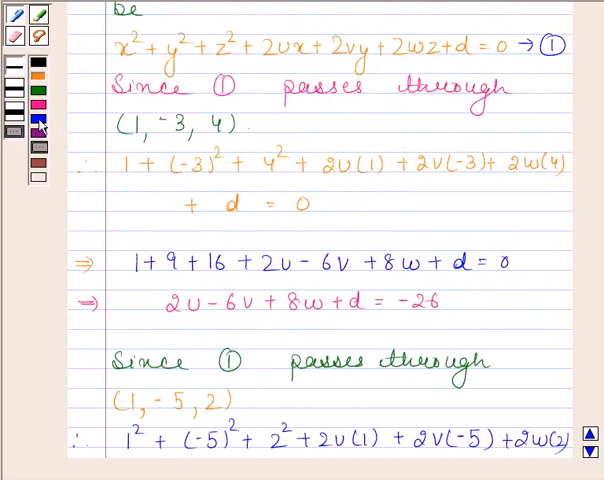 be
x² + y² + z² + 2ux + 2vy + 2wz + d = 0 → ①
Since ① passes through
(1, -3, 4).
∴ 1 + (-3)² + 4² + 2u(1) + 2v(-3) + 2w(4)
+ d = 0
⇒ 1 + 9 + 16 + 2u - 6v + 8w + d = 0
⇒ 2u - 6v + 8w + d = -26
Since ① passes through
(1, -5, 2)
∴ 1² + (-5)² + 2² + 2u(1) + 2v(-5) + 2w(2)